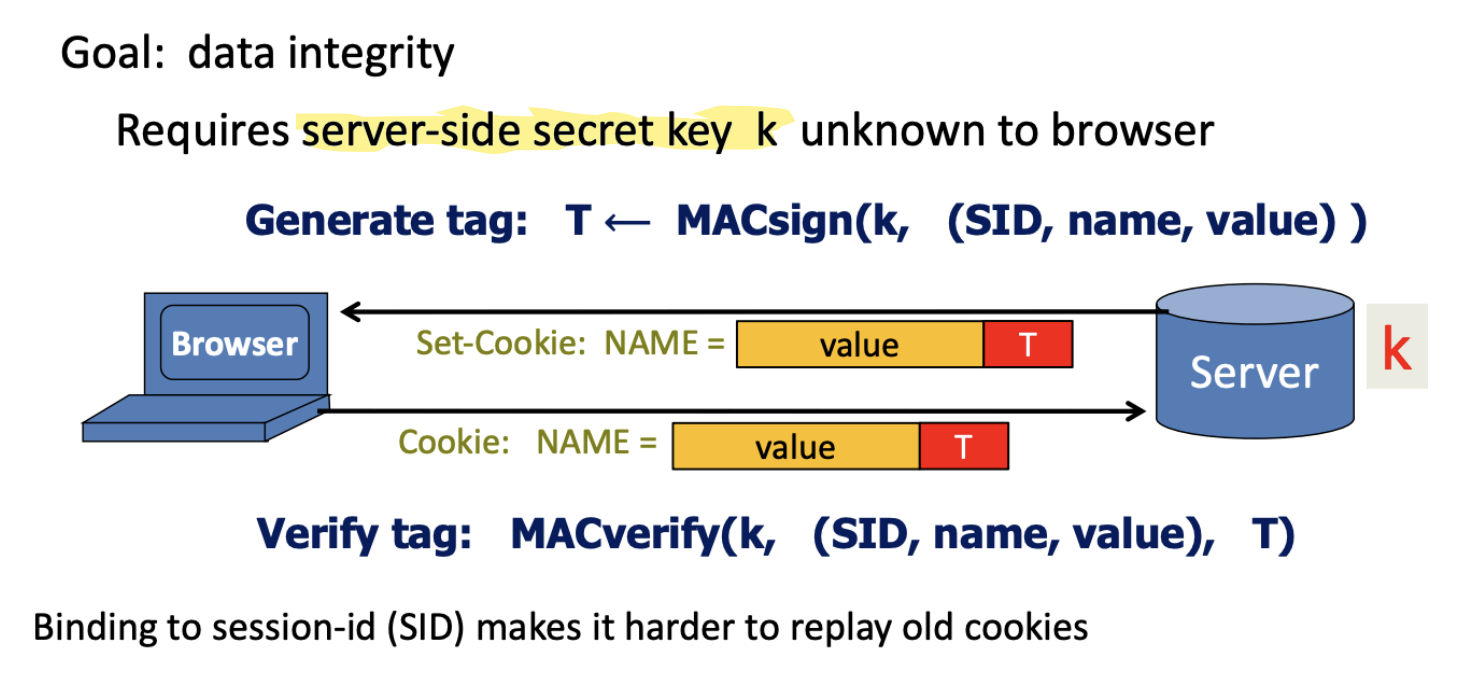 Goal: data integrity
Requires server-side secret key k unknown to browser
Generate tag: T ⟵ MACsign(k, (SID, name, value) )
Browser
Set-Cookie: NAME = value T
Server
k
Cookie: NAME = value T
Verify tag: MACverify(k, (SID, name, value), T)
Binding to session-id (SID) makes it harder to replay old cookies